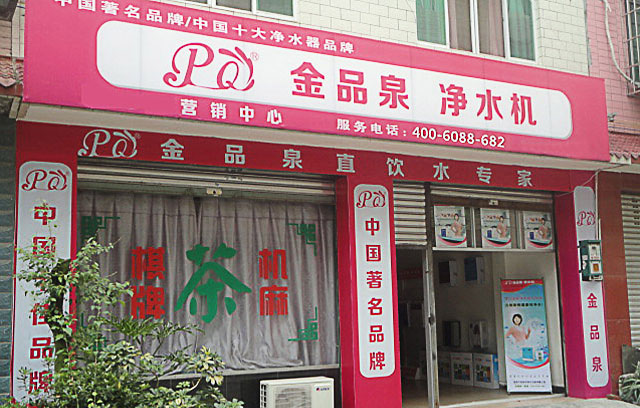 中国著名品牌/中国十大净水器品牌
PQ® 金品泉 净水机
营销中心 服务电话：400-6088-682
PQ 金品泉直饮水专家
PQ
中国
品牌
棋牌
茶
机麻
PQ
中国著名品牌
金品泉